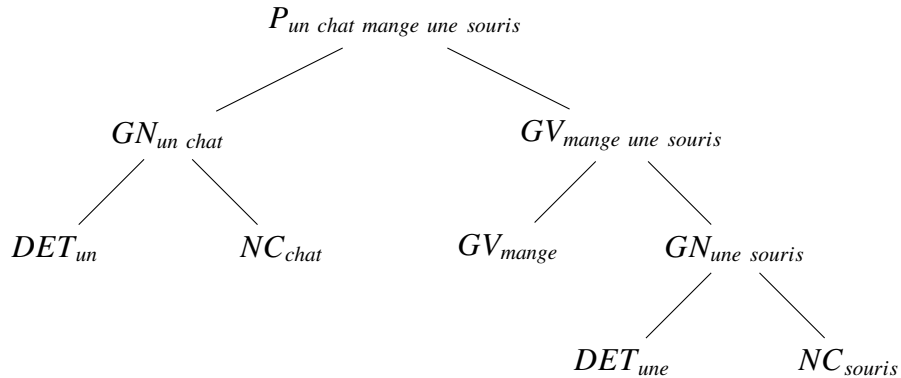 P un chat mange une souris
GN un chat GV mange une souris
DET un NC chat GV mange GN une souris
DET une NC souris